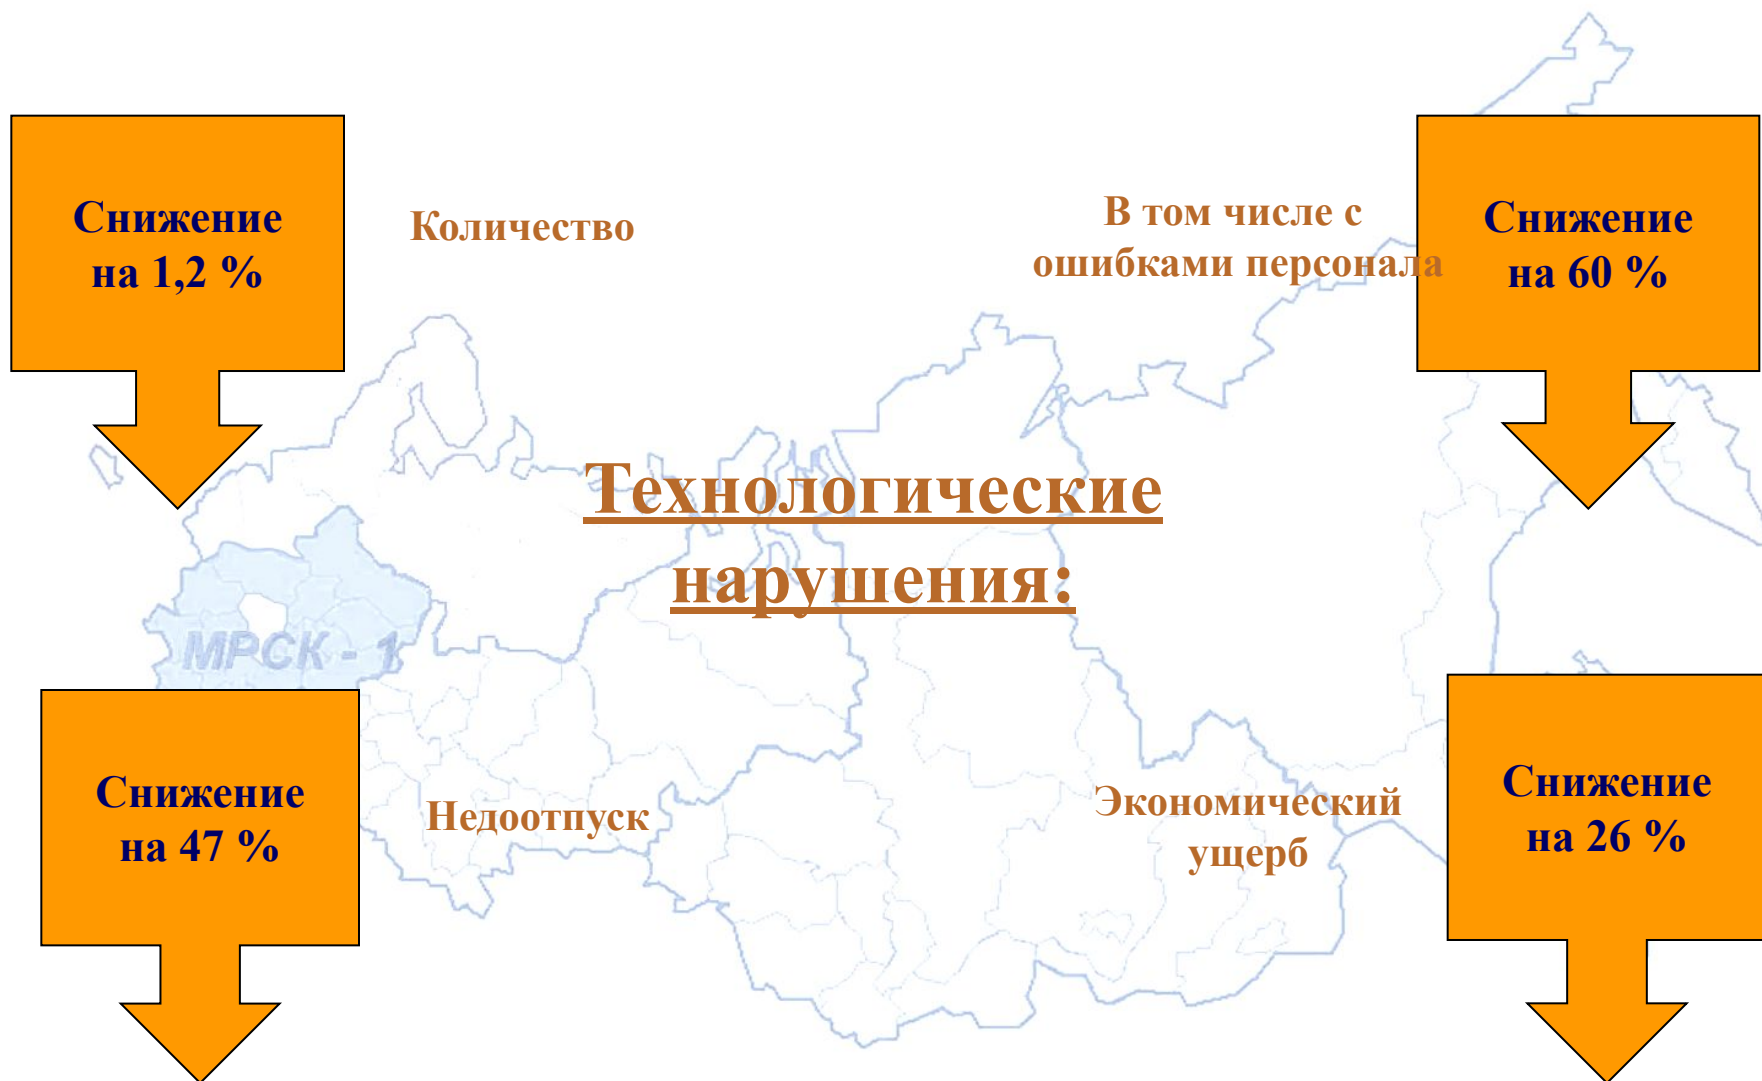 Снижение
на 1,2 %
Количество
В том числе с
ошибками персонала
Снижение
на 60 %
Технологические
нарушения:
МРСК - 1
Снижение
на 47 %
Недоотпуск
Экономический
ущерб
Снижение
на 26 %